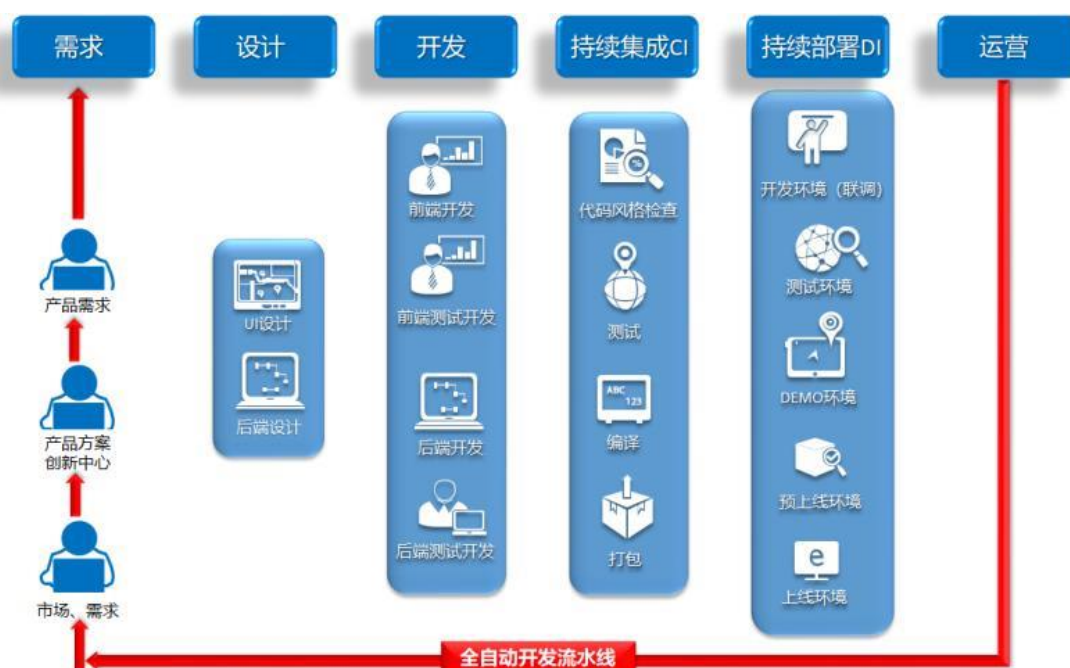 需求
设计
开发
持续集成CI
持续部署DI
运营
产品需求
产品方案
创新中心
市场、需求
UI设计
后端设计
前端开发
前端测试开发
后端开发
后端测试开发
%
代码风格检查
测试
ABC
123
编译
打包
开发环境（联调）
测试环境
DEMO环境
预上线环境
e
上线环境
全自动开发流水线